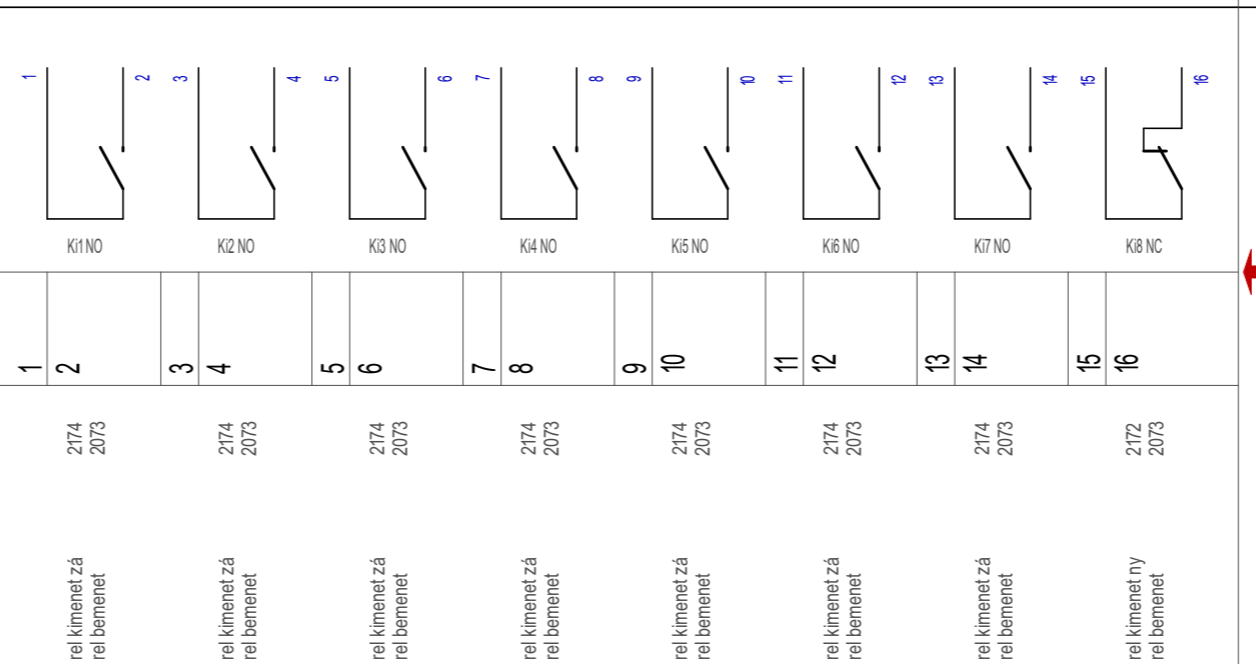 1 2 3 4 5 6 7 8 9 10 11 12 13 14 15 16
Ki1 NO Ki2 NO Ki3 NO Ki4 NO Ki5 NO Ki6 NO Ki7 NO Ki8 NC
1 2 3 4 5 6 7 8 9 10 11 12 13 14 15 16
2174
2073
2174
2073
2174
2073
2174
2073
2174
2073
2174
2073
2174
2073
2172
2073
rel kimenet zá
rel bemenet
rel kimenet zá
rel bemenet
rel kimenet zá
rel bemenet
rel kimenet zá
rel bemenet
rel kimenet zá
rel bemenet
rel kimenet zá
rel bemenet
rel kimenet zá
rel bemenet
rel kimenet ny
rel bemenet